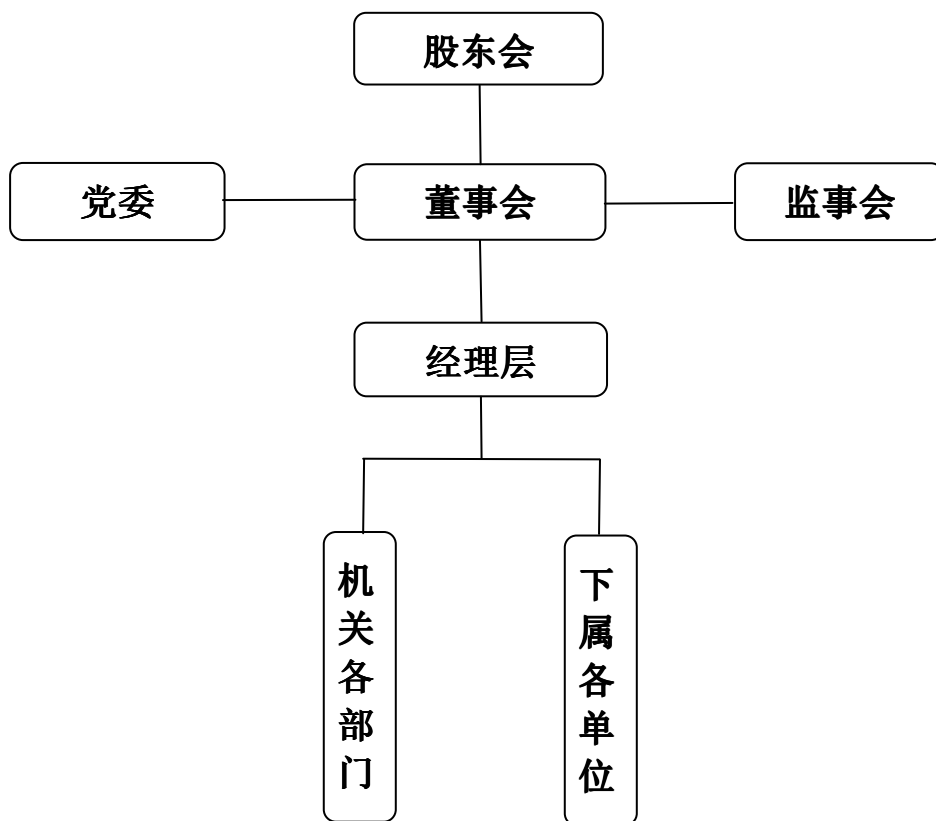 股东会
党委
董事会
监事会
经理层
机关各部门
下属各单位